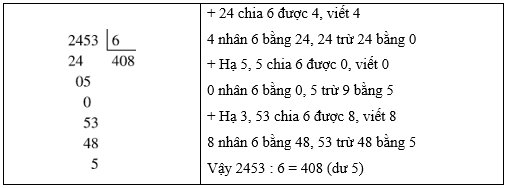 2453 6
24 408
05
0
53
48
5
+ 24 chia 6 được 4, viết 4
4 nhân 6 bằng 24, 24 trừ 24 bằng 0
+ Hạ 5, 5 chia 6 được 0, viết 0
0 nhân 6 bằng 0, 5 trừ 9 bằng 5
+ Hạ 3, 53 chia 6 được 8, viết 8
8 nhân 6 bằng 48, 53 trừ 48 bằng 5
Vậy 2453 : 6 = 408 (dư 5)